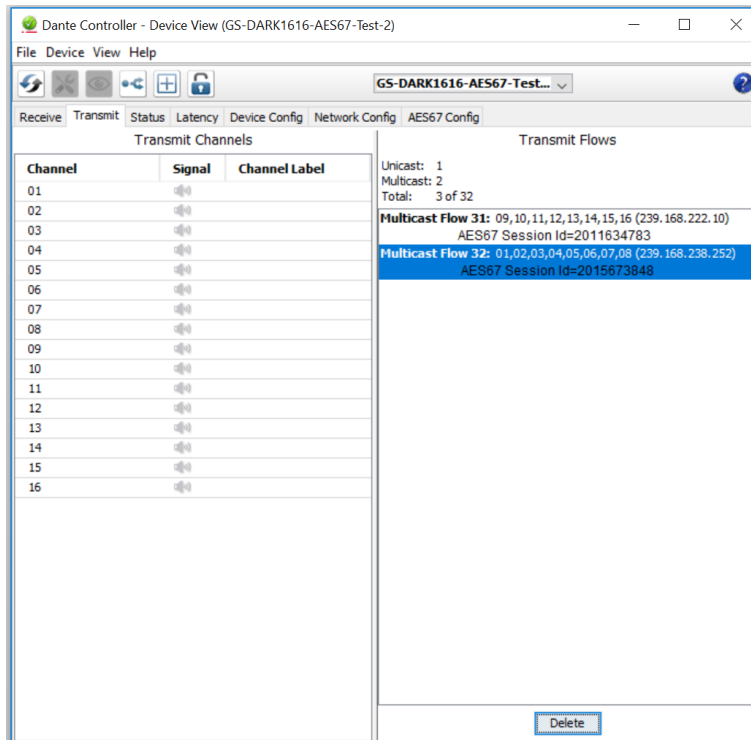 Dante Controller - Device View (GS-DARK1616-AES67-Test-2)
File Device View Help
GS-DARK1616-AES67-Test...
?
Receive Transmit Status Latency Device Config Network Config AES67 Config
Transmit Channels
Channel Signal Channel Label
01
02
03
04
05
06
07
08
09
10
11
12
13
14
15
16
Transmit Flows
Unicast: 1
Multicast: 2
Total: 3 of 32
Multicast Flow 31: 09,10,11,12,13,14,15,16 (239.168.222.10)
AES67 Session Id=2011634783
Multicast Flow 32: 01,02,03,04,05,06,07,08 (239.168.238.252)
AES67 Session Id=2015673848
Delete